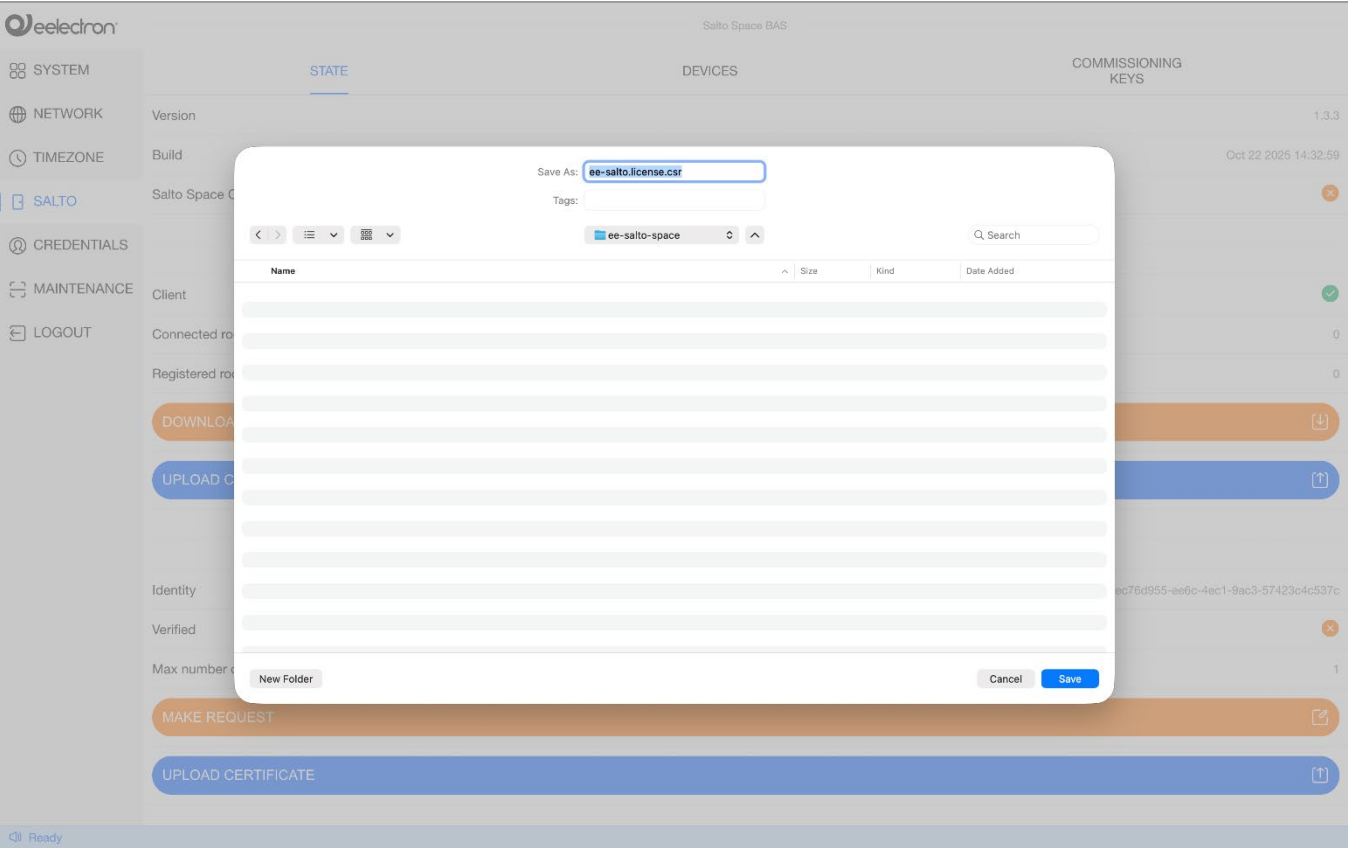 eelectron
Salto Space BAS
SYSTEM
NETWORK
TIMEZONE
SALTO
CREDENTIALS
MAINTENANCE
LOGOUT
STATE
DEVICES
COMMISSIONING
KEYS
Version
1.3.3
Build
Oct 22 2025 14:32:59
Salto Space
Save As: ee-salto.license.csr
Tags:
ee-salto-space
Search
Name
Size
Kind
Date Added
Client
Connected
0
Registered
0
UPLOAD
Identity
ec76d955-ee6c-4ec1-9ac3-57423c4c537c
Verified
Max number
1
New Folder
Cancel
Save
MAKE REQUEST
UPLOAD CERTIFICATE
Ready